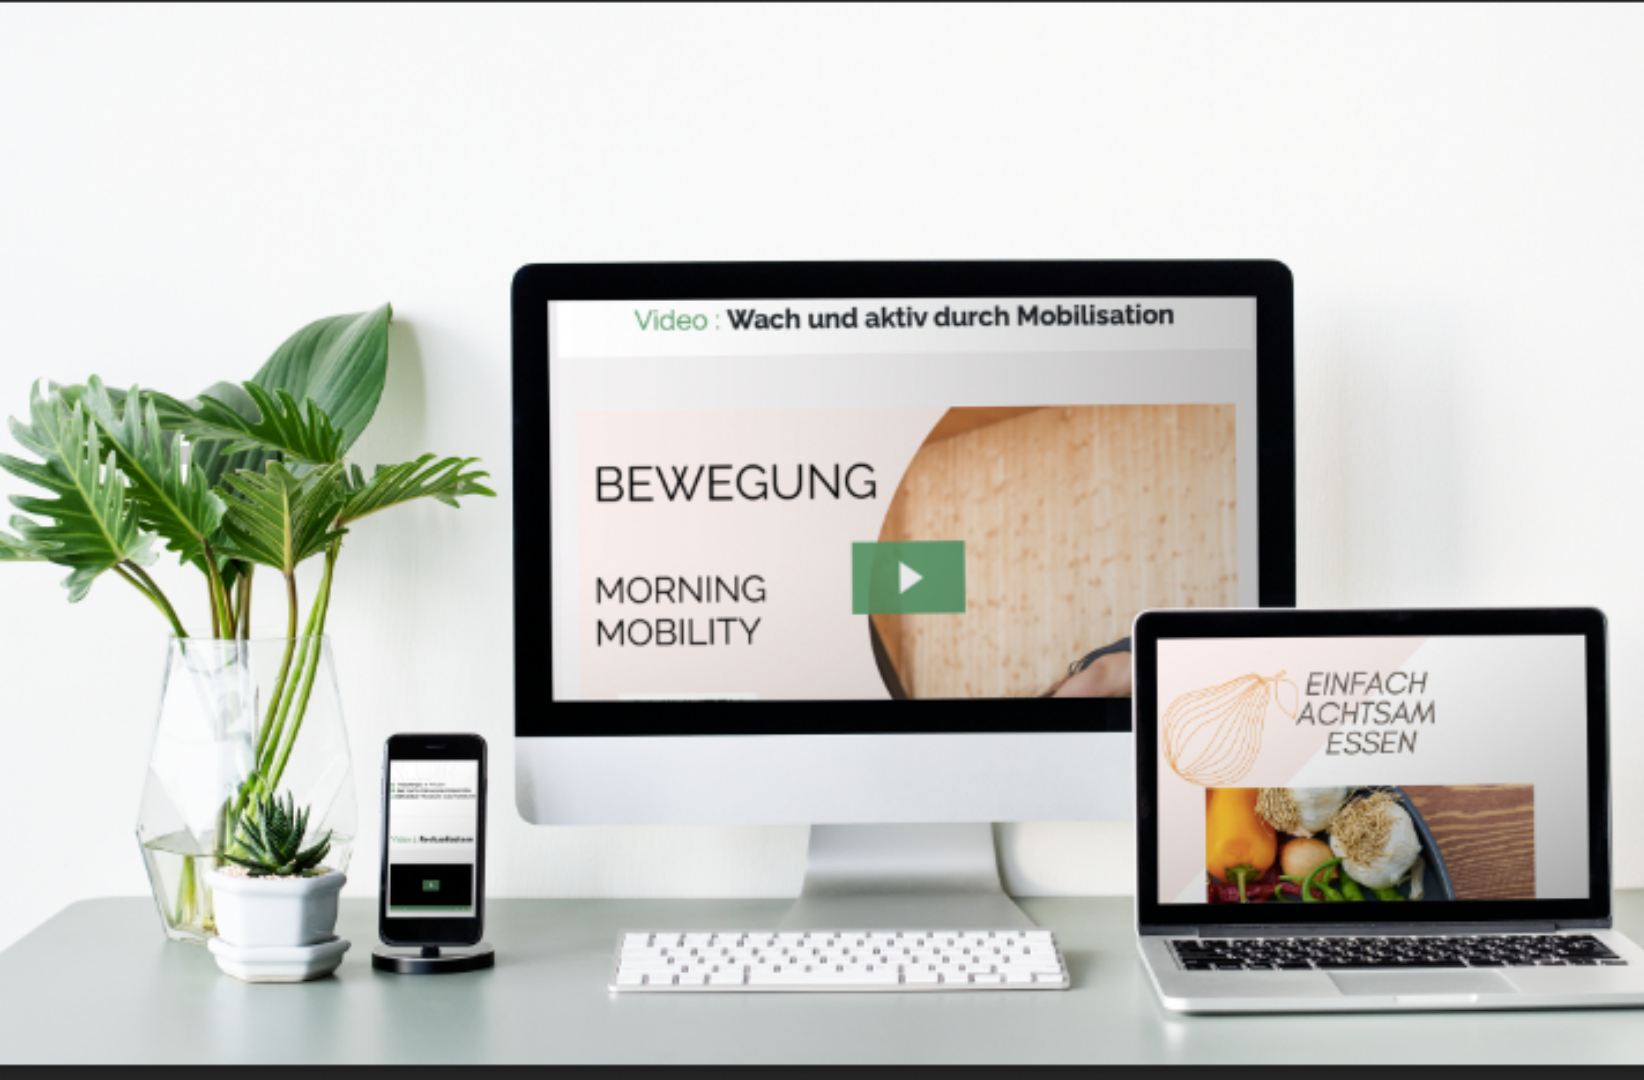 Video : Wach und aktiv durch Mobilisation
BEWEGUNG
MORNING
MOBILITY
EINFACH
ACHTSAM
ESSEN